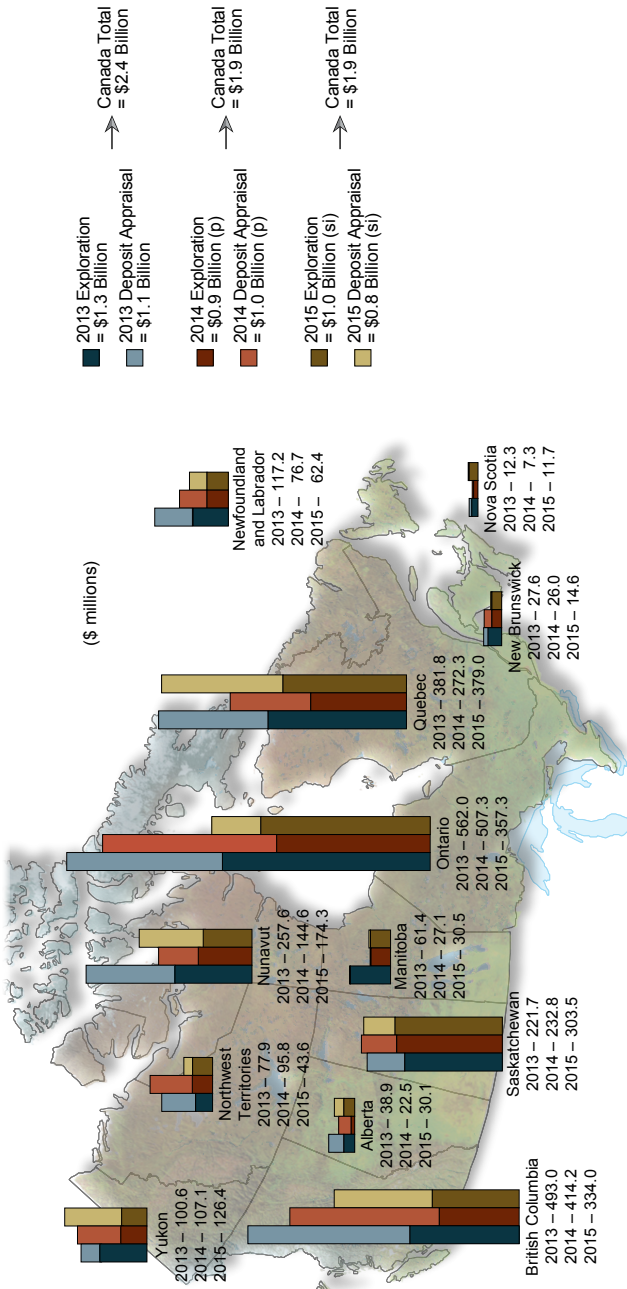 2013 Exploration
= $1.3 Billion
2013 Deposit Appraisal
= $1.1 Billion
Canada Total
= $2.4 Billion
2014 Exploration
= $0.9 Billion (p)
2014 Deposit Appraisal
= $1.0 Billion (p)
Canada Total
= $1.9 Billion
2015 Exploration
= $1.0 Billion (si)
2015 Deposit Appraisal
= $0.8 Billion (si)
Canada Total
= $1.9 Billion
($ millions)
Yukon
2013 – 100.6
2014 – 107.1
2015 – 126.4
Northwest
Territories
2013 – 77.9
2014 – 95.8
2015 – 43.6
Nunavut
2013 – 257.6
2014 – 144.6
2015 – 174.3
Newfoundland
and Labrador
2013 – 117.2
2014 – 76.7
2015 – 62.4
British Columbia
2013 – 493.0
2014 – 414.2
2015 – 334.0
Alberta
2013 – 38.9
2014 – 22.5
2015 – 30.1
Saskatchewan
2013 – 221.7
2014 – 232.8
2015 – 303.5
Manitoba
2013 – 61.4
2014 – 27.1
2015 – 30.5
Ontario
2013 – 562.0
2014 – 507.3
2015 – 357.3
Quebec
2013 – 381.8
2014 – 272.3
2015 – 379.0
New Brunswick
2013 – 27.6
2014 – 26.0
2015 – 14.6
Nova Scotia
2013 – 12.3
2014 – 7.3
2015 – 11.7